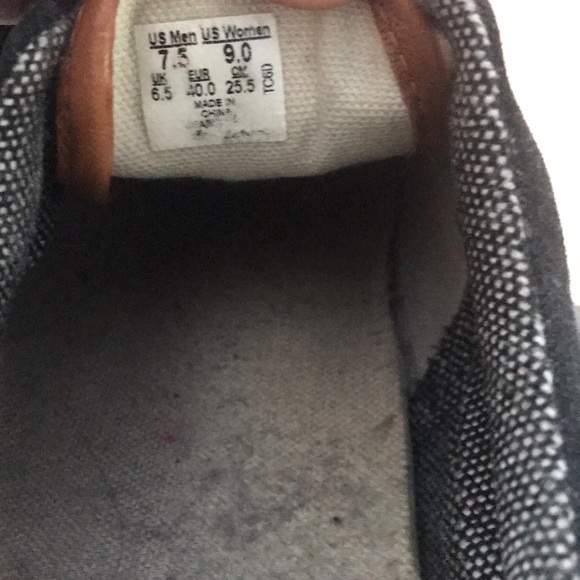 US Men US Women
7.5 9.0
UK EUR CM
6.5 40.0 25.5
TC6D
MADE IN
CHINA